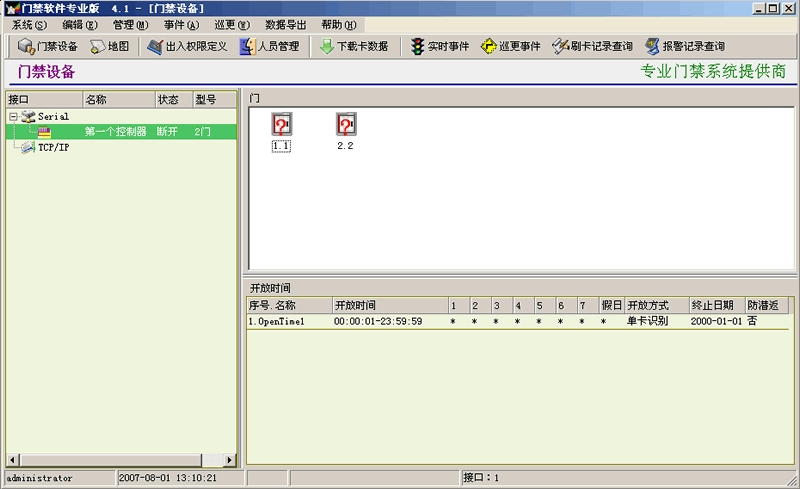 门禁软件专业版 4.1 - [门禁设备]
系统(S) 编辑(E) 管理(M) 事件(A) 巡更(W) 数据导出 帮助(H)
门禁设备 地图 出入权限定义 人员管理 下载卡数据 实时事件 巡更事件 刷卡记录查询 报警记录查询
门禁设备 专业门禁系统提供商
接口 名称 状态 型号
Serial
第一个控制器 断开 2门
TCP/IP
门
1.1 2.2
开放时间
序号.名称 开放时间 1 2 3 4 5 6 7 假日 开放方式 终止日期 防潜返
1.OpenTime1 00:00:01-23:59:59 * * * * * * * * 单卡识别 2000-01-01 否
administrator 2007-08-01 13:10:21 接口：1